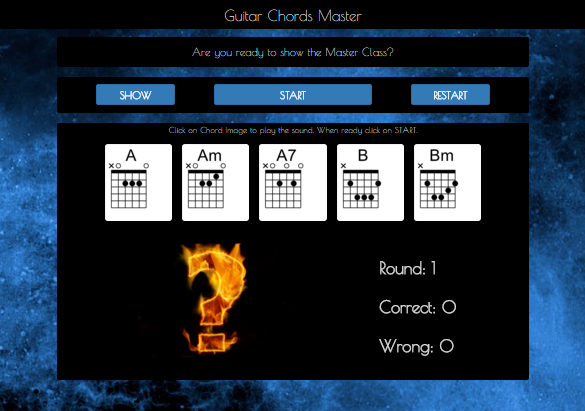 Guitar Chords Master
Are you ready to show the Master Class?
SHOW START RESTART
Click on Chord Image to play the sound. When ready click on START.
A Am A7 B Bm
Round: 1
Correct: 0
Wrong: 0